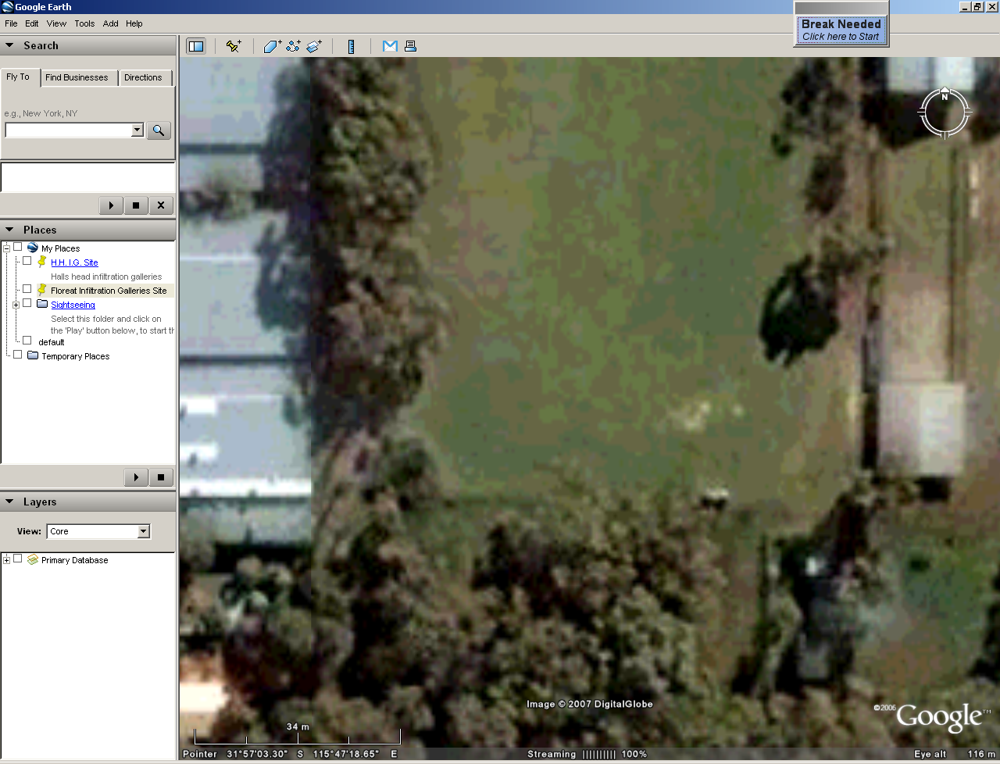 Google Earth
Break Needed
Click here to Start
File Edit View Tools Add Help
Search
Fly To Find Businesses Directions
e.g., New York, NY
N
Places
My Places
H.H. I.G. Site
Halls head infiltration galleries
Floreat Infiltration Galleries Site
Sightseeing
Select this folder and click on
the 'Play' button below, to start th
default
Temporary Places
Layers
View: Core
Primary Database
Image © 2007 DigitalGlobe
©2006 Google™
34 m
Pointer 31°57'03.30" S 115°47'18.65" E Streaming |||||||||| 100% Eye alt 116 m